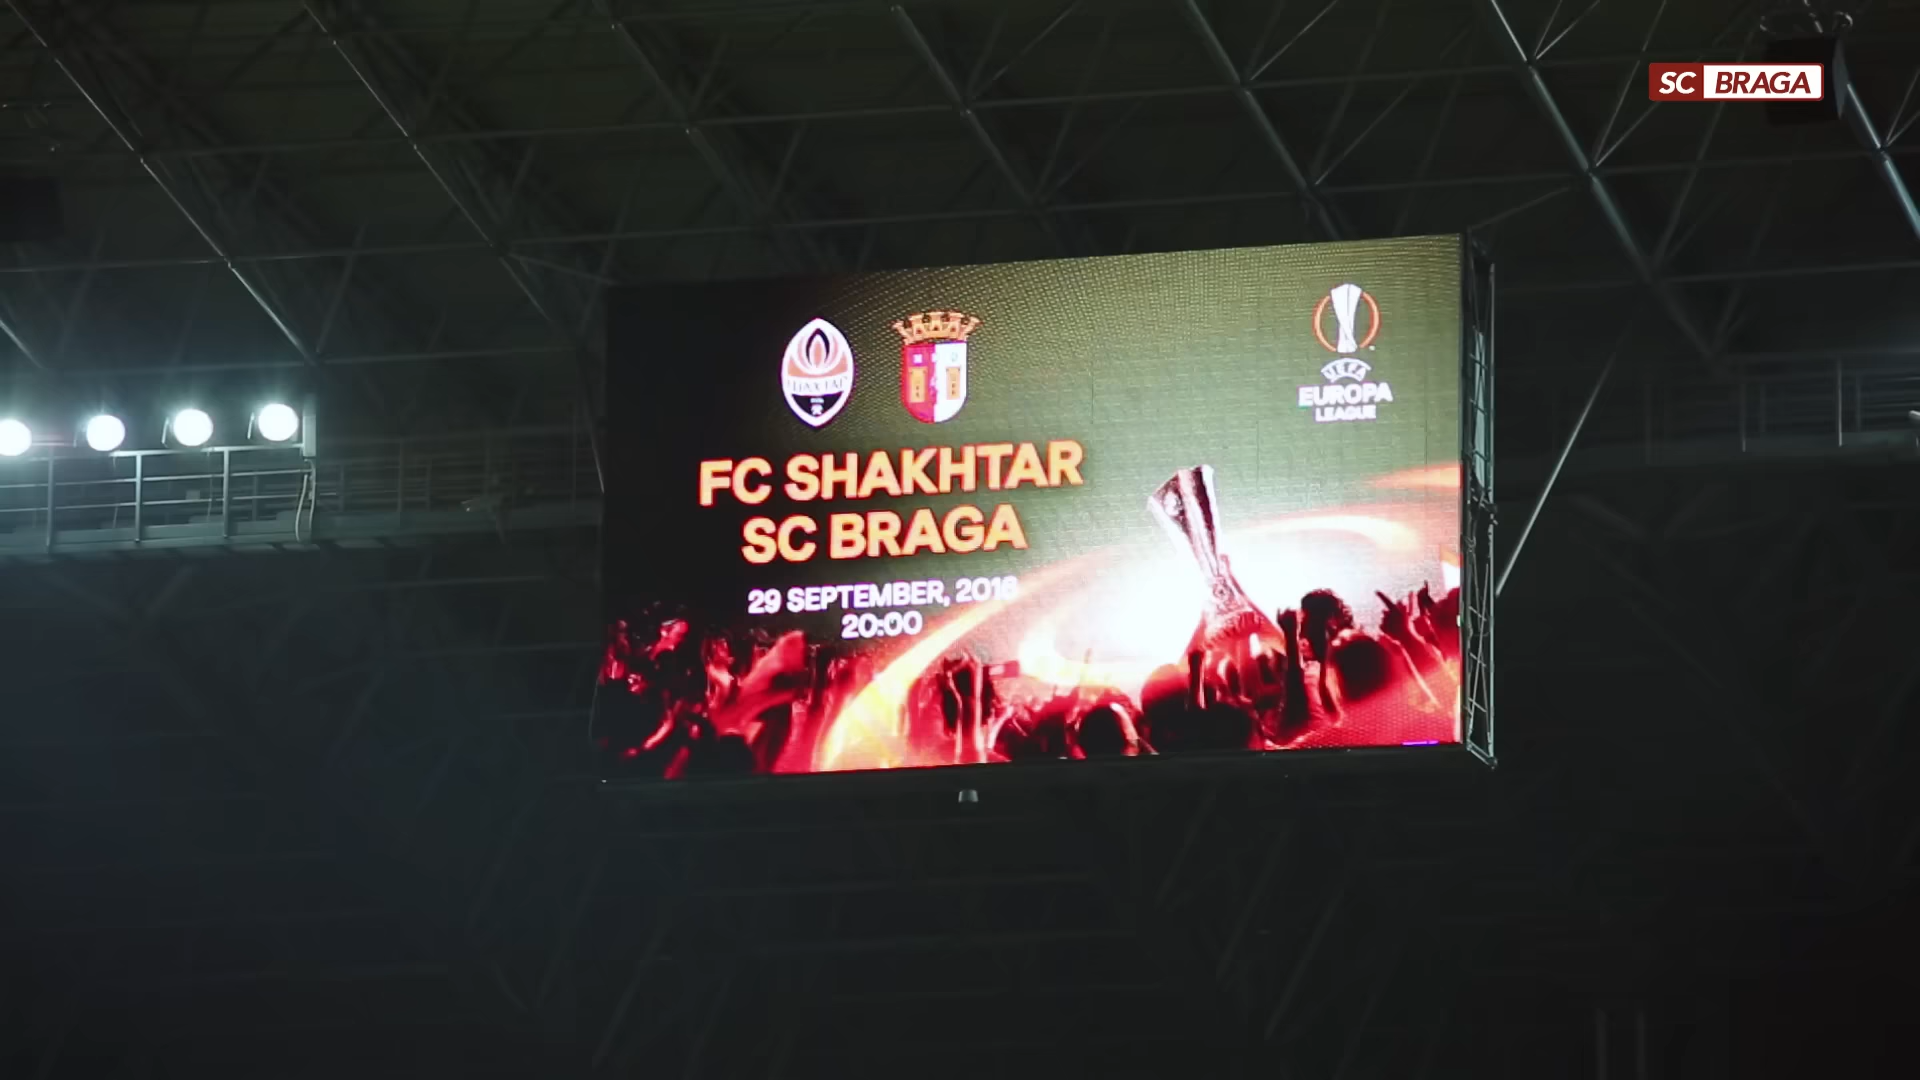 SC BRAGA
UEFA
EUROPA
LEAGUE
FC SHAKHTAR
SC BRAGA
29 SEPTEMBER, 2016
20:00